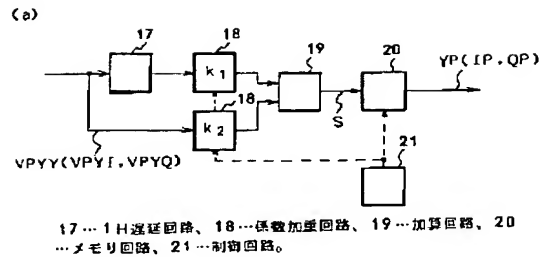 (a)
17
18
19
20
YP(IP,QP)
k1
18
k2
S
21
VPYY(VPYI,VPYQ)
17…1H遅延回路、18…係数加重回路、19…加算回路、20
…メモリ回路、21…制御回路。